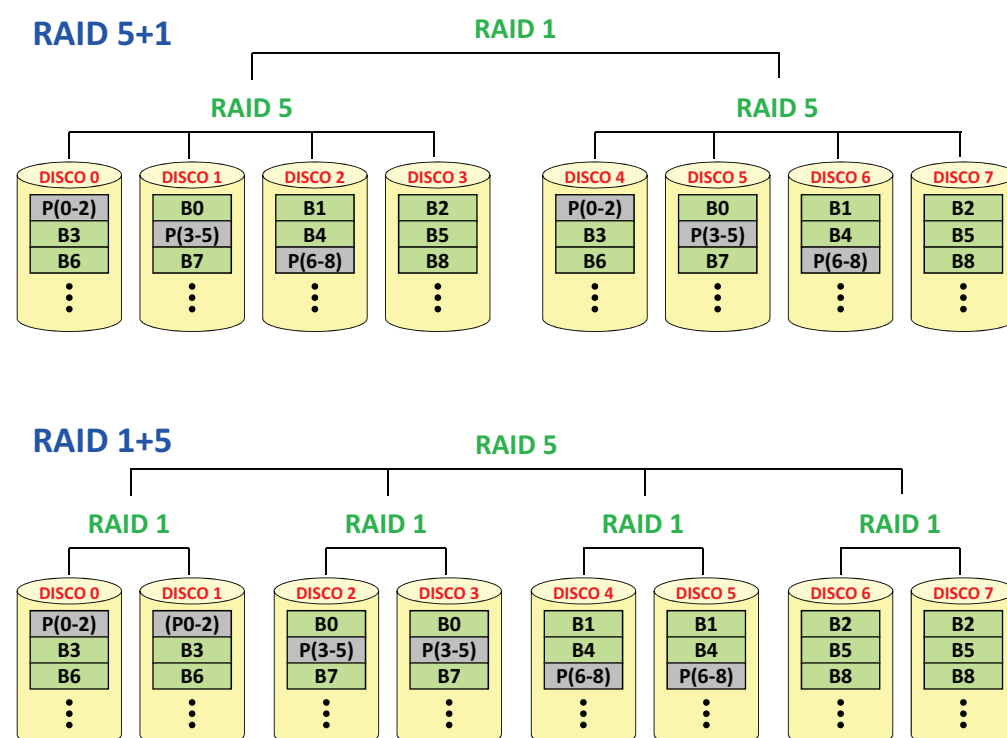 RAID 5+1
RAID 1
RAID 5 RAID 5
DISCO 0 DISCO 1 DISCO 2 DISCO 3 DISCO 4 DISCO 5 DISCO 6 DISCO 7
P(0-2) B0 B1 B2 P(0-2) B0 B1 B2
B3 P(3-5) B4 B5 B3 P(3-5) B4 B5
B6 B7 P(6-8) B8 B6 B7 P(6-8) B8
RAID 1+5
RAID 5
RAID 1 RAID 1 RAID 1 RAID 1
DISCO 0 DISCO 1 DISCO 2 DISCO 3 DISCO 4 DISCO 5 DISCO 6 DISCO 7
P(0-2) (P0-2) B0 B0 B1 B1 B2 B2
B3 B3 P(3-5) P(3-5) B4 B4 B5 B5
B6 B6 B7 B7 P(6-8) P(6-8) B8 B8